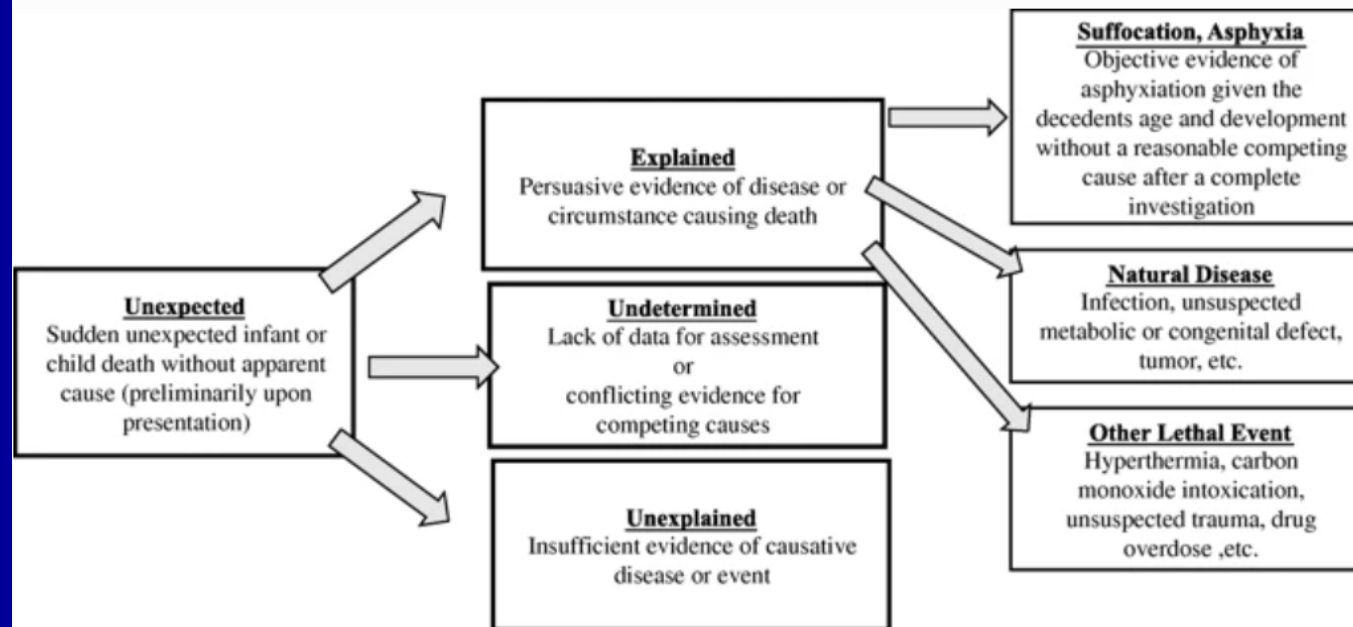 Unexpected
Sudden unexpected infant or
child death without apparent
cause (preliminarily upon
presentation)
Explained
Persuasive evidence of disease or
circumstance causing death
Undetermined
Lack of data for assessment
or
conflicting evidence for
competing causes
Unexplained
Insufficient evidence of causative
disease or event
Suffocation, Asphyxia
Objective evidence of
asphyxiation given the
decedents age and development
without a reasonable competing
cause after a complete
investigation
Natural Disease
Infection, unsuspected
metabolic or congenital defect,
tumor, etc.
Other Lethal Event
Hyperthermia, carbon
monoxide intoxication,
unsuspected trauma, drug
overdose ,etc.